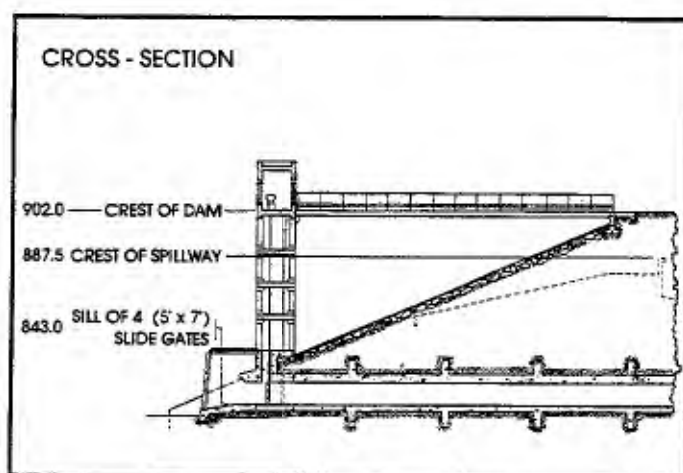 CROSS - SECTION
902.0 CREST OF DAM
887.5 CREST OF SPILLWAY
843.0 SILL OF 4 (5' x 7')
SLIDE GATES